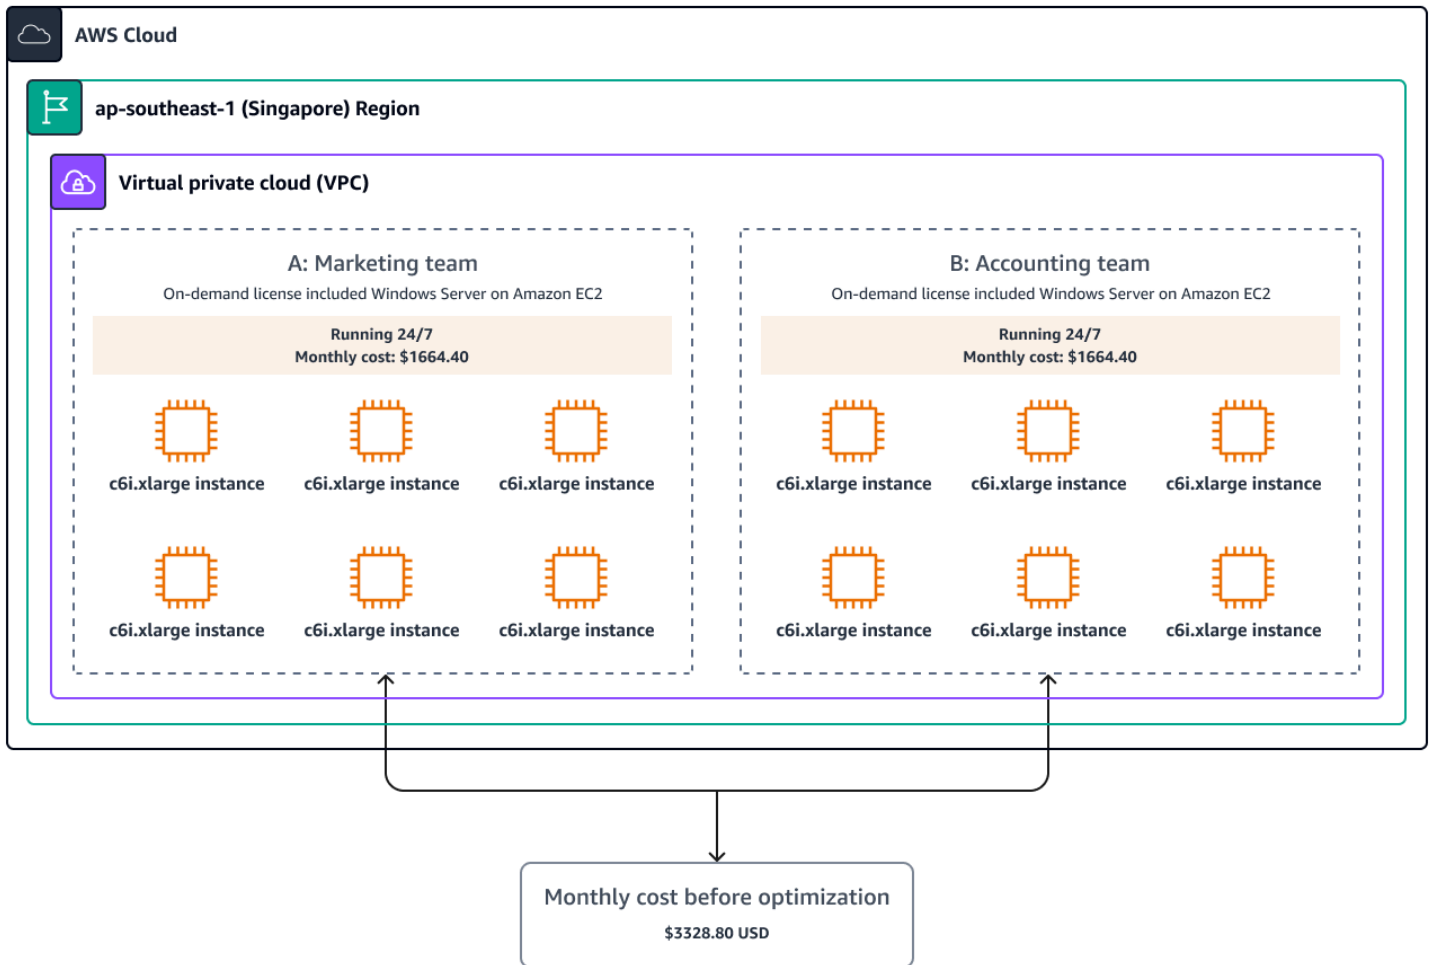 AWS Cloud
ap-southeast-1 (Singapore) Region
Virtual private cloud (VPC)
A: Marketing team
On-demand license included Windows Server on Amazon EC2
Running 24/7
Monthly cost: $1664.40
c6i.xlarge instance
c6i.xlarge instance
c6i.xlarge instance
c6i.xlarge instance
c6i.xlarge instance
c6i.xlarge instance
B: Accounting team
On-demand license included Windows Server on Amazon EC2
Running 24/7
Monthly cost: $1664.40
c6i.xlarge instance
c6i.xlarge instance
c6i.xlarge instance
c6i.xlarge instance
c6i.xlarge instance
c6i.xlarge instance
Monthly cost before optimization
$3328.80 USD